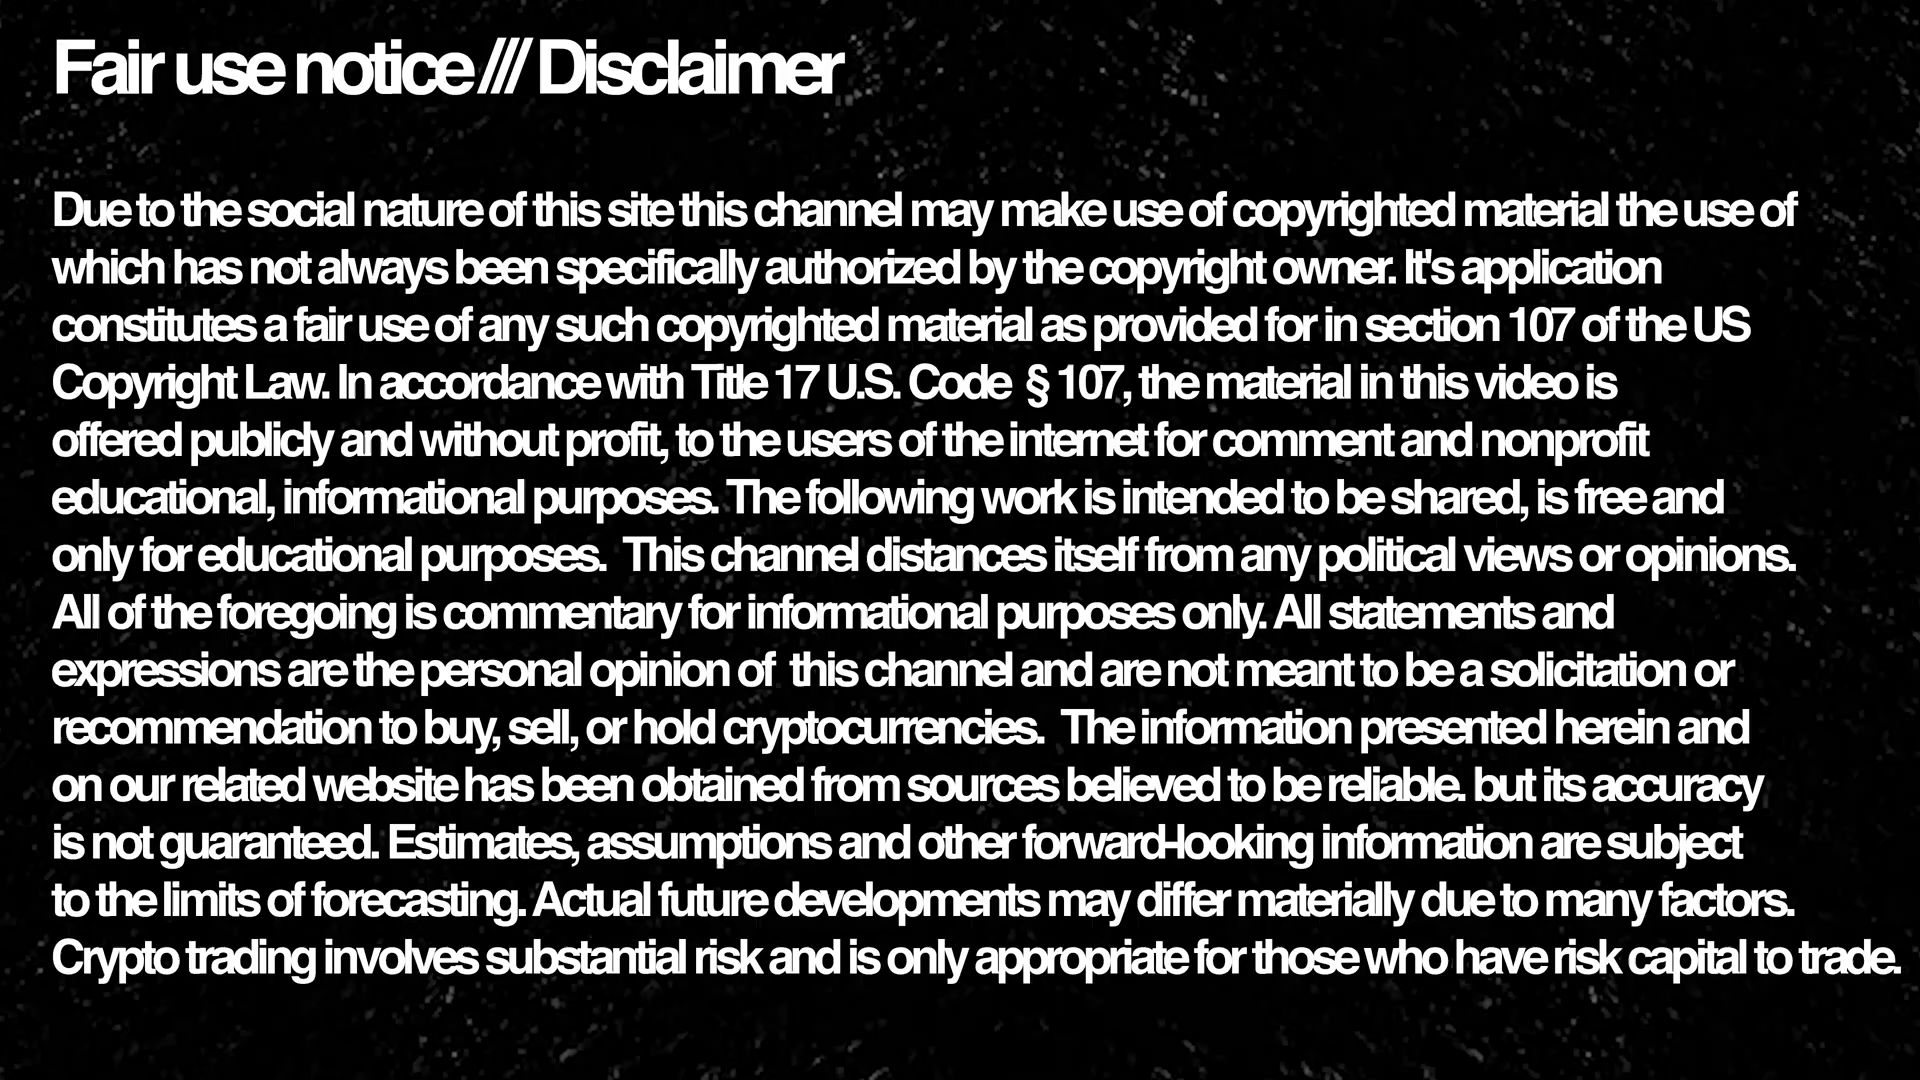 Fair use notice /// Disclaimer
Due to the social nature of this site this channel may make use of copyrighted material the use of
which has not always been specifically authorized by the copyright owner. It's application
constitutes a fair use of any such copyrighted material as provided for in section 107 of the US
Copyright Law. In accordance with Title 17 U.S. Code  § 107, the material in this video is
offered publicly and without profit, to the users of the internet for comment and nonprofit
educational, informational purposes. The following work is intended to be shared, is free and
only for educational purposes.  This channel distances itself from any political views or opinions.
All of the foregoing is commentary for informational purposes only. All statements and
expressions are the personal opinion of  this channel and are not meant to be a solicitation or
recommendation to buy, sell, or hold cryptocurrencies.  The information presented herein and
on our related website has been obtained from sources believed to be reliable. but its accuracy
is not guaranteed. Estimates, assumptions and other forward-looking information are subject
to the limits of forecasting. Actual future developments may differ materially due to many factors.
Crypto trading involves substantial risk and is only appropriate for those who have risk capital to trade.